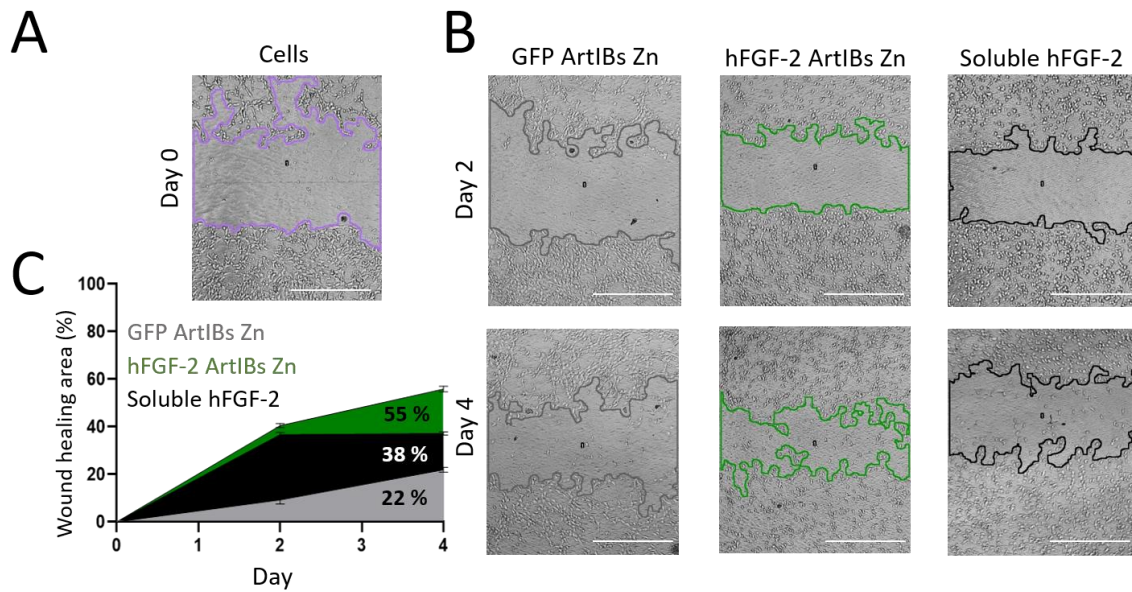 A
Cells
Day 0
B
GFP ArtIBs Zn
hFGF-2 ArtIBs Zn
Soluble hFGF-2
Day 2
Day 4
C
Wound healing area (%)
100
80
60
40
20
0
GFP ArtIBs Zn
hFGF-2 ArtIBs Zn
Soluble hFGF-2
55 %
38 %
22 %
0 1 2 3 4
Day